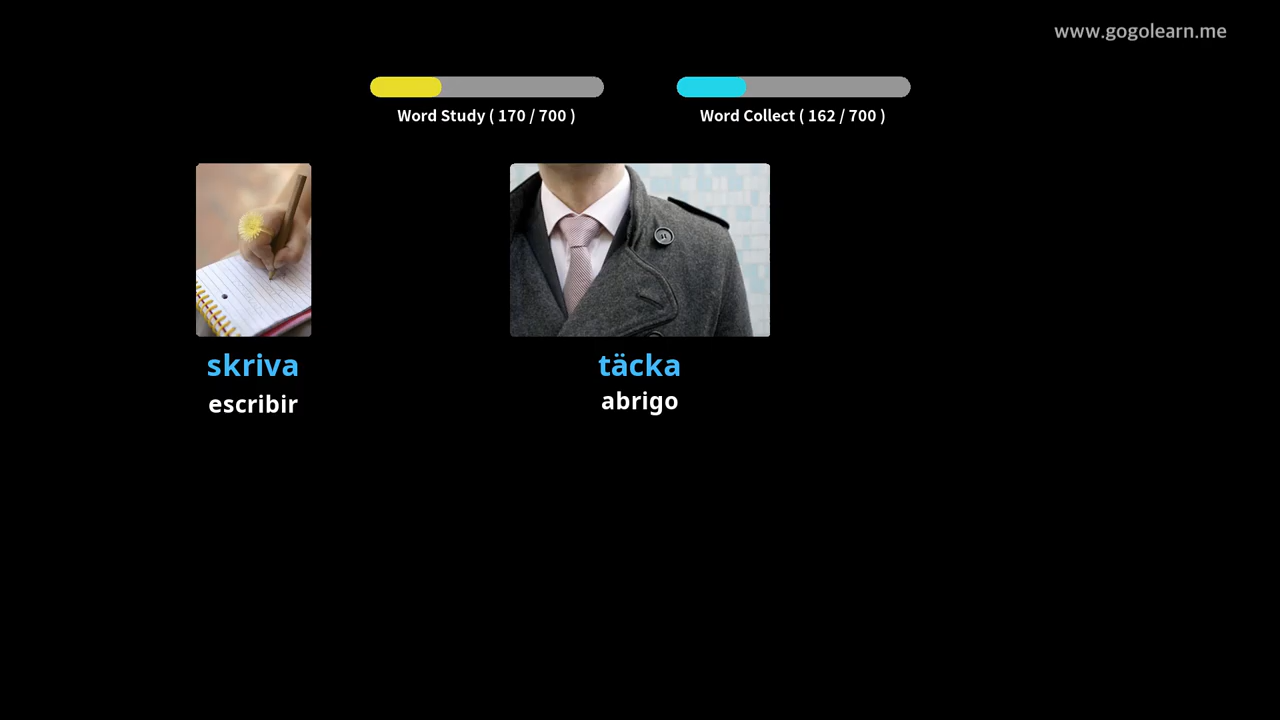 www.gogolearn.me
Word Study ( 170 / 700 )
Word Collect ( 162 / 700 )
skriva
escribir
täcka
abrigo